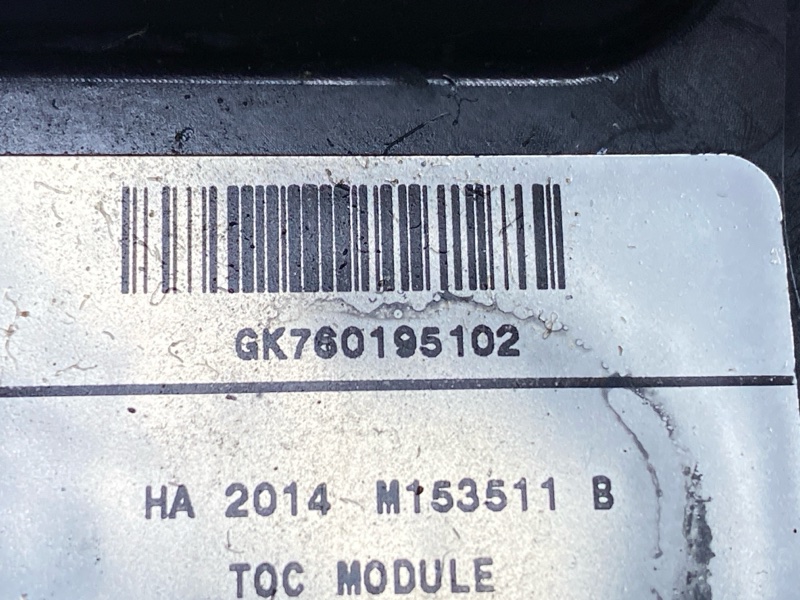 GK760195102
HA 2014 M153511 B
TOC MODULE